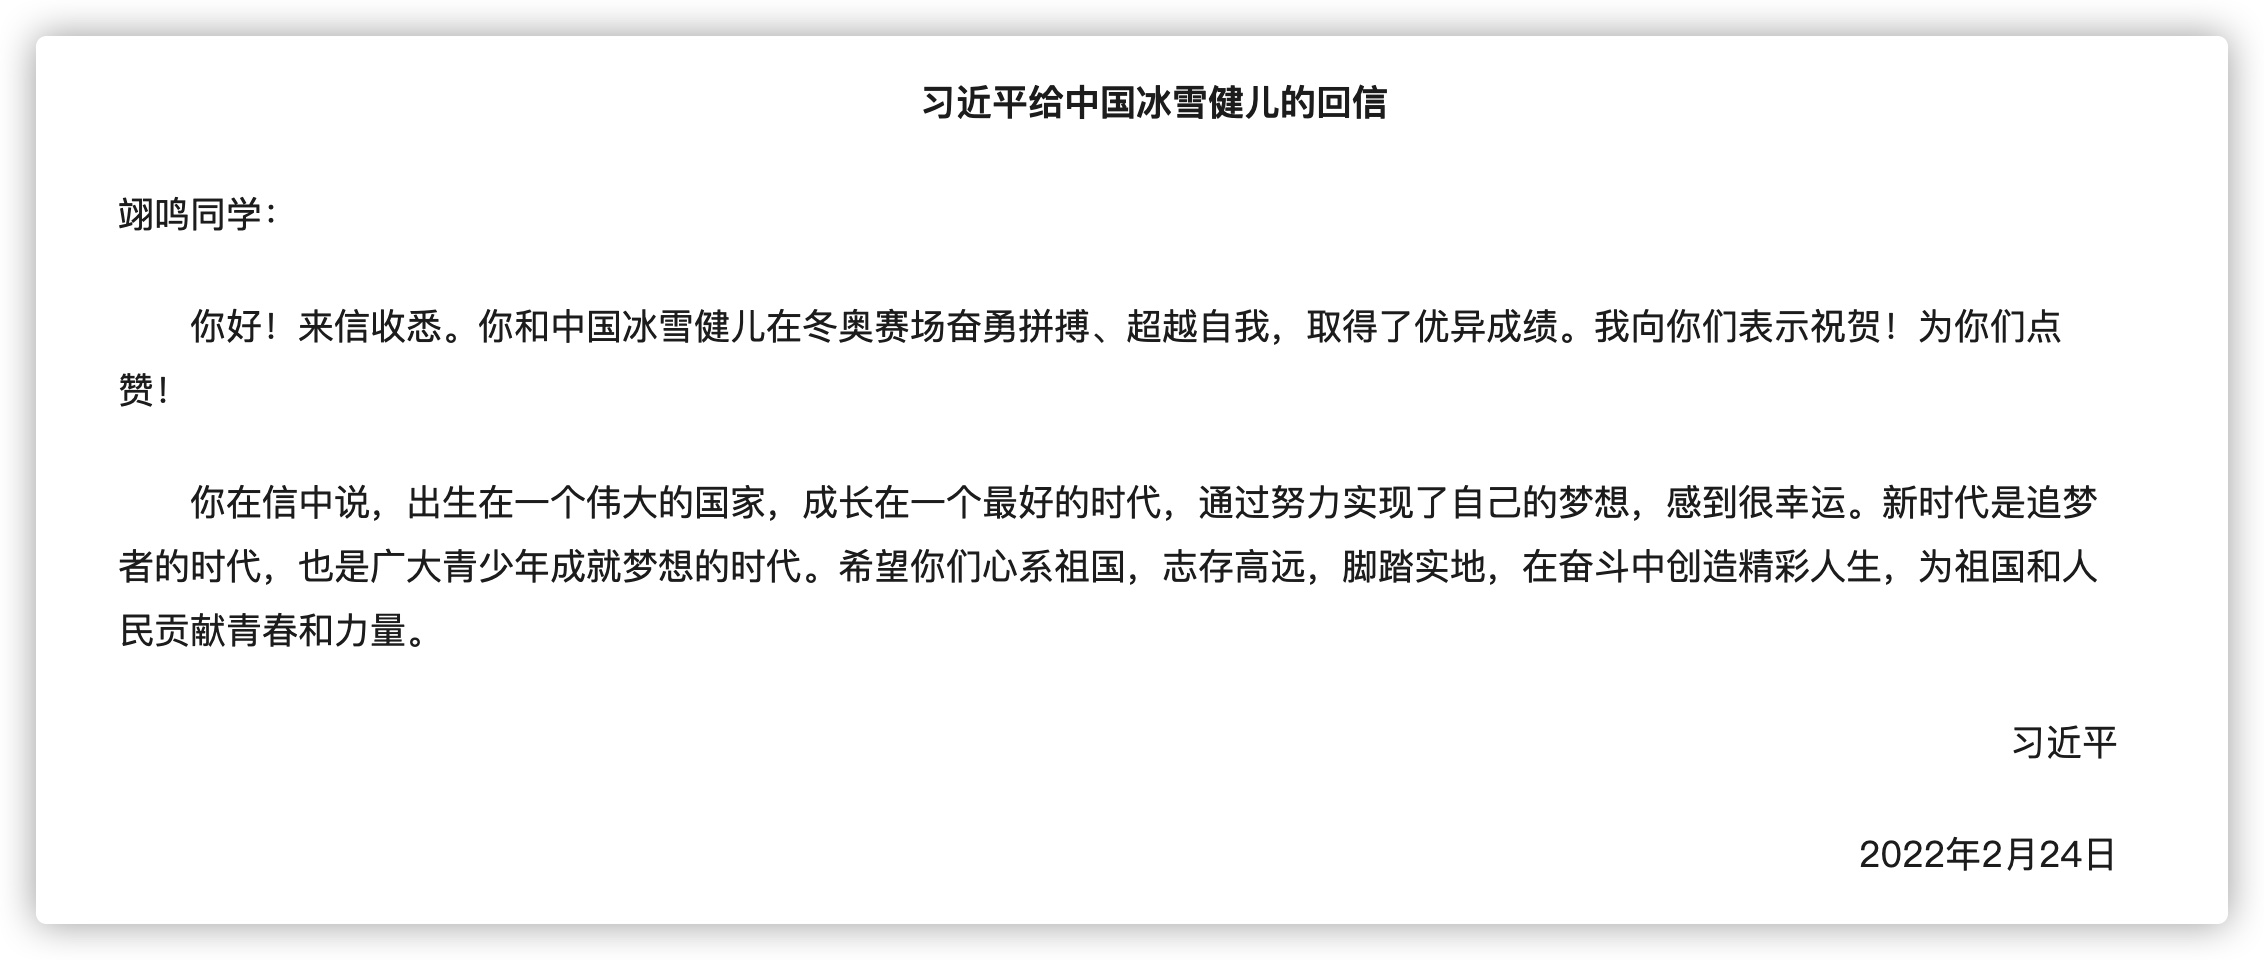 习近平给中国冰雪健儿的回信
翊鸣同学：
你好！来信收悉。你和中国冰雪健儿在冬奥赛场奋勇拼搏、超越自我，取得了优异成绩。我向你们表示祝贺！为你们点
赞！
你在信中说，出生在一个伟大的国家，成长在一个最好的时代，通过努力实现了自己的梦想，感到很幸运。新时代是追梦
者的时代，也是广大青少年成就梦想的时代。希望你们心系祖国，志存高远，脚踏实地，在奋斗中创造精彩人生，为祖国和人
民贡献青春和力量。
习近平
2022年2月24日